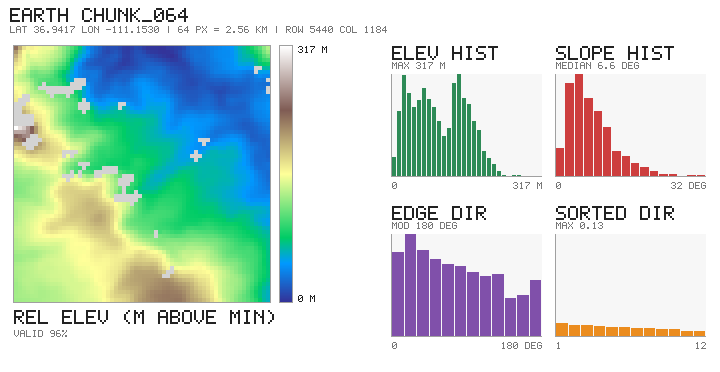 EARTH CHUNK_064
LAT 36.9417 LON -111.1530 | 64 PX = 2.56 KM | ROW 5440 COL 1184
317 M
0 M
REL ELEV (M ABOVE MIN)
VALID 96%
ELEV HIST
MAX 317 M
0 317 M
SLOPE HIST
MEDIAN 6.6 DEG
0 32 DEG
EDGE DIR
MOD 180 DEG
0 180 DEG
SORTED DIR
MAX 0.13
1 12